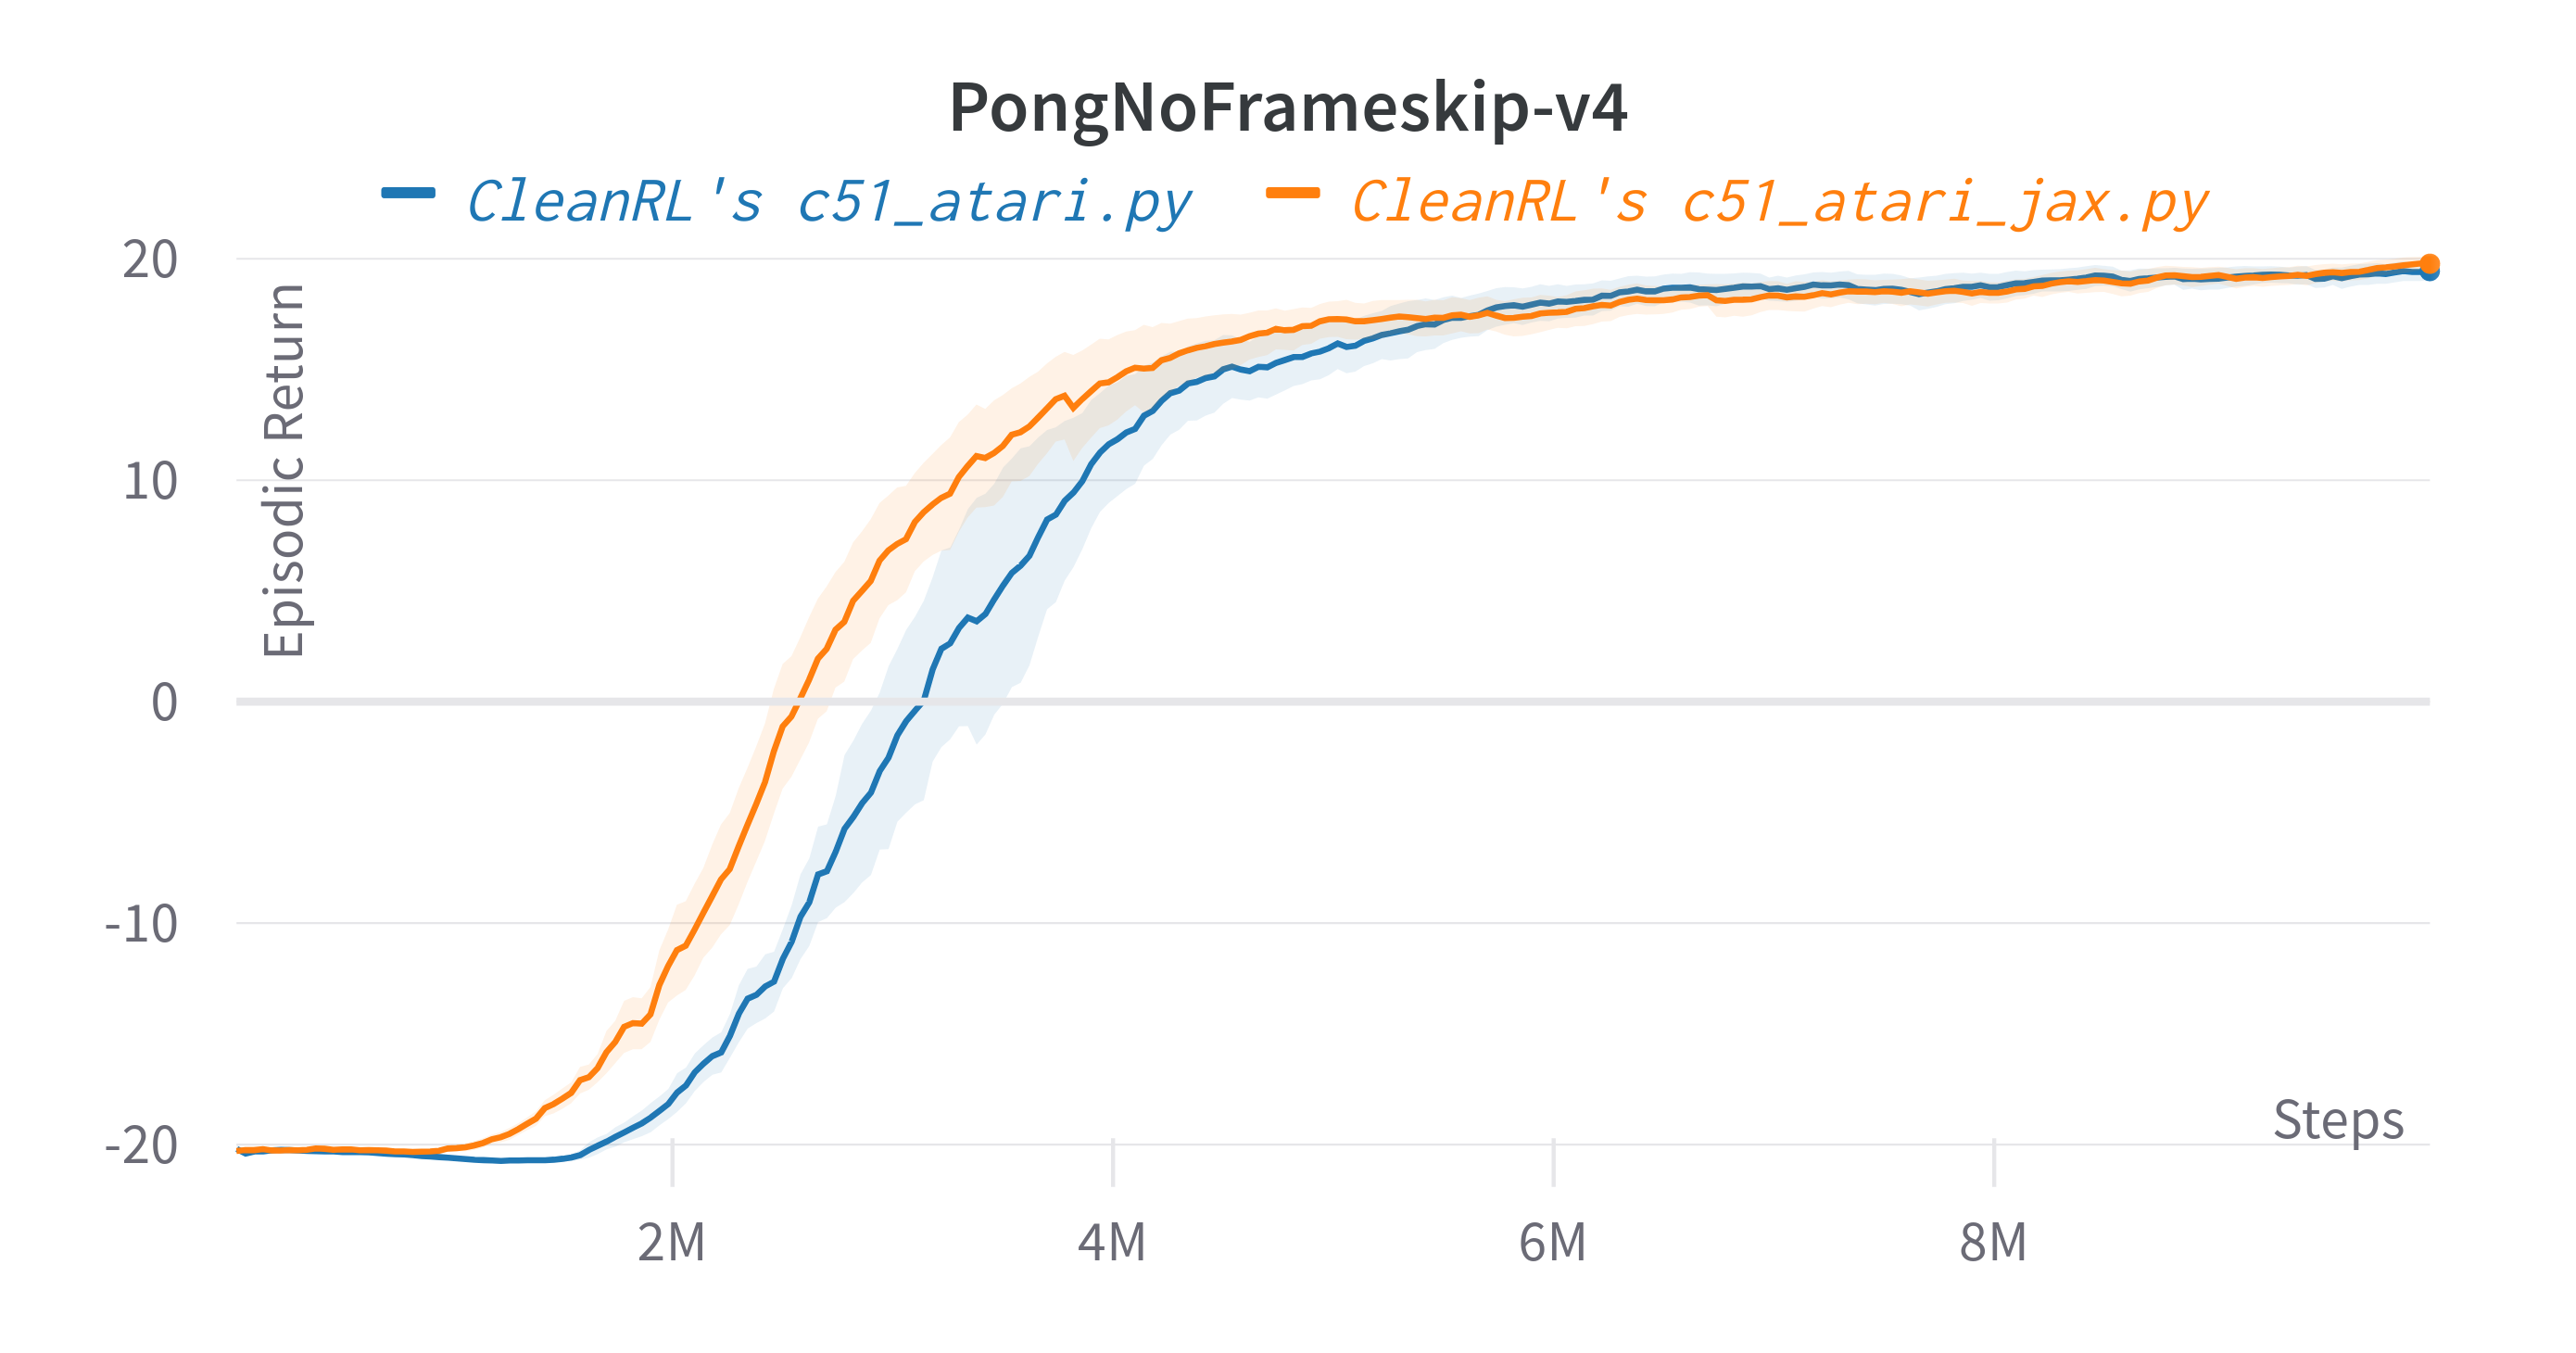 PongNoFrameskip-v4
CleanRL's c51_atari.py CleanRL's c51_atari_jax.py
20
10
0
-10
-20
Episodic Return
Steps
2M 4M 6M 8M